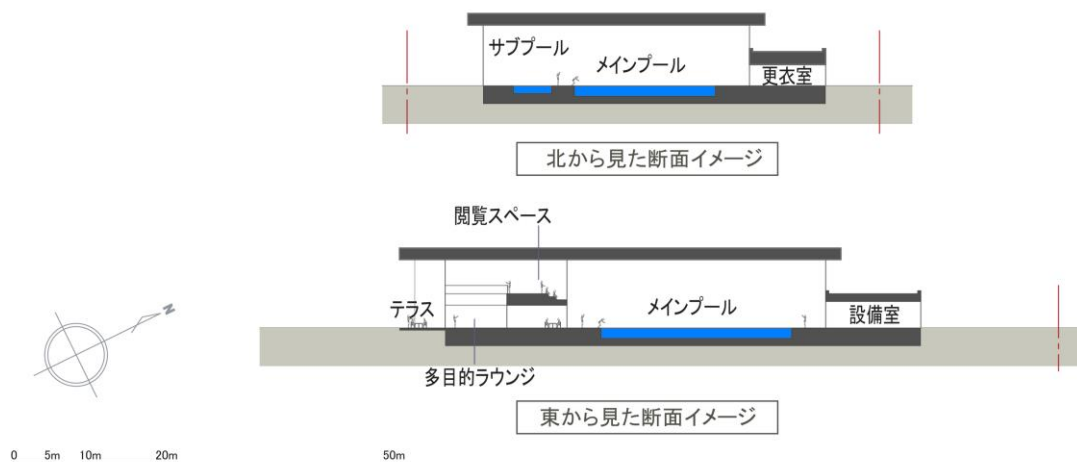 サブプール
メインプール
更衣室
北から見た断面イメージ
閲覧スペース
テラス
メインプール
設備室
多目的ラウンジ
東から見た断面イメージ
N
0 5m 10m 20m 50m